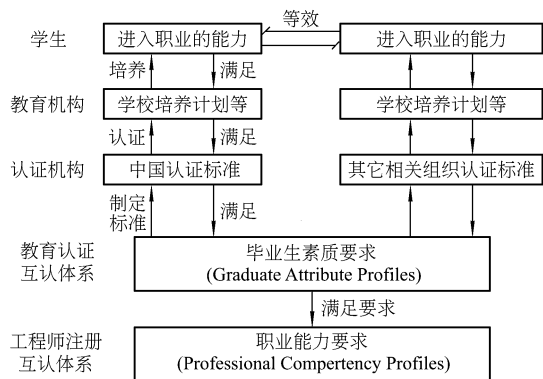 等效
学生
进入职业的能力
进入职业的能力
培养
满足
教育机构
学校培养计划等
学校培养计划等
认证
满足
认证机构
中国认证标准
其它相关组织认证标准
制定
标准
满足
教育认证
互认体系
毕业生素质要求
(Graduate Attribute Profiles)
满足要求
工程师注册
互认体系
职业能力要求
(Professional Compertency Profiles)